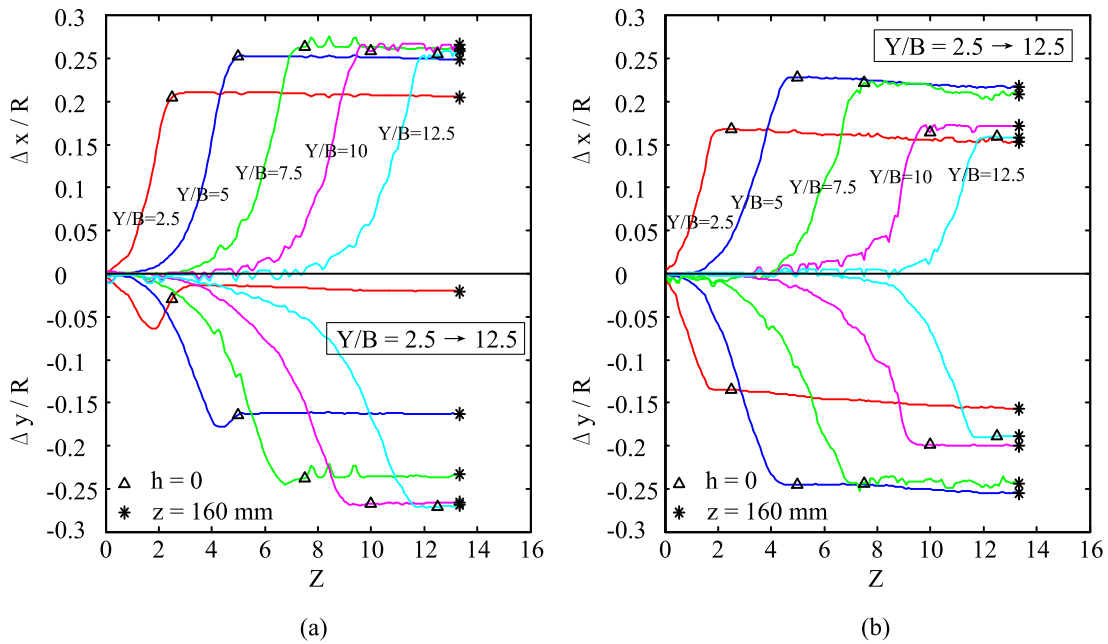 0.3
0.25
0.2
0.15
0.1
0.05
0
-0.05
-0.1
-0.15
-0.2
-0.25
-0.3
Δ x / R
Δ y / R
Y/B=2.5
Y/B=5
Y/B=7.5
Y/B=10
Y/B=12.5
Y/B = 2.5 → 12.5
h = 0
z = 160 mm
0 2 4 6 8 10 12 14 16
Z
(a)
0.3
0.25
0.2
0.15
0.1
0.05
0
-0.05
-0.1
-0.15
-0.2
-0.25
-0.3
Δ x / R
Δ y / R
Y/B = 2.5 → 12.5
Y/B=2.5
Y/B=5
Y/B=7.5
Y/B=10
Y/B=12.5
h = 0
z = 160 mm
0 2 4 6 8 10 12 14 16
Z
(b)